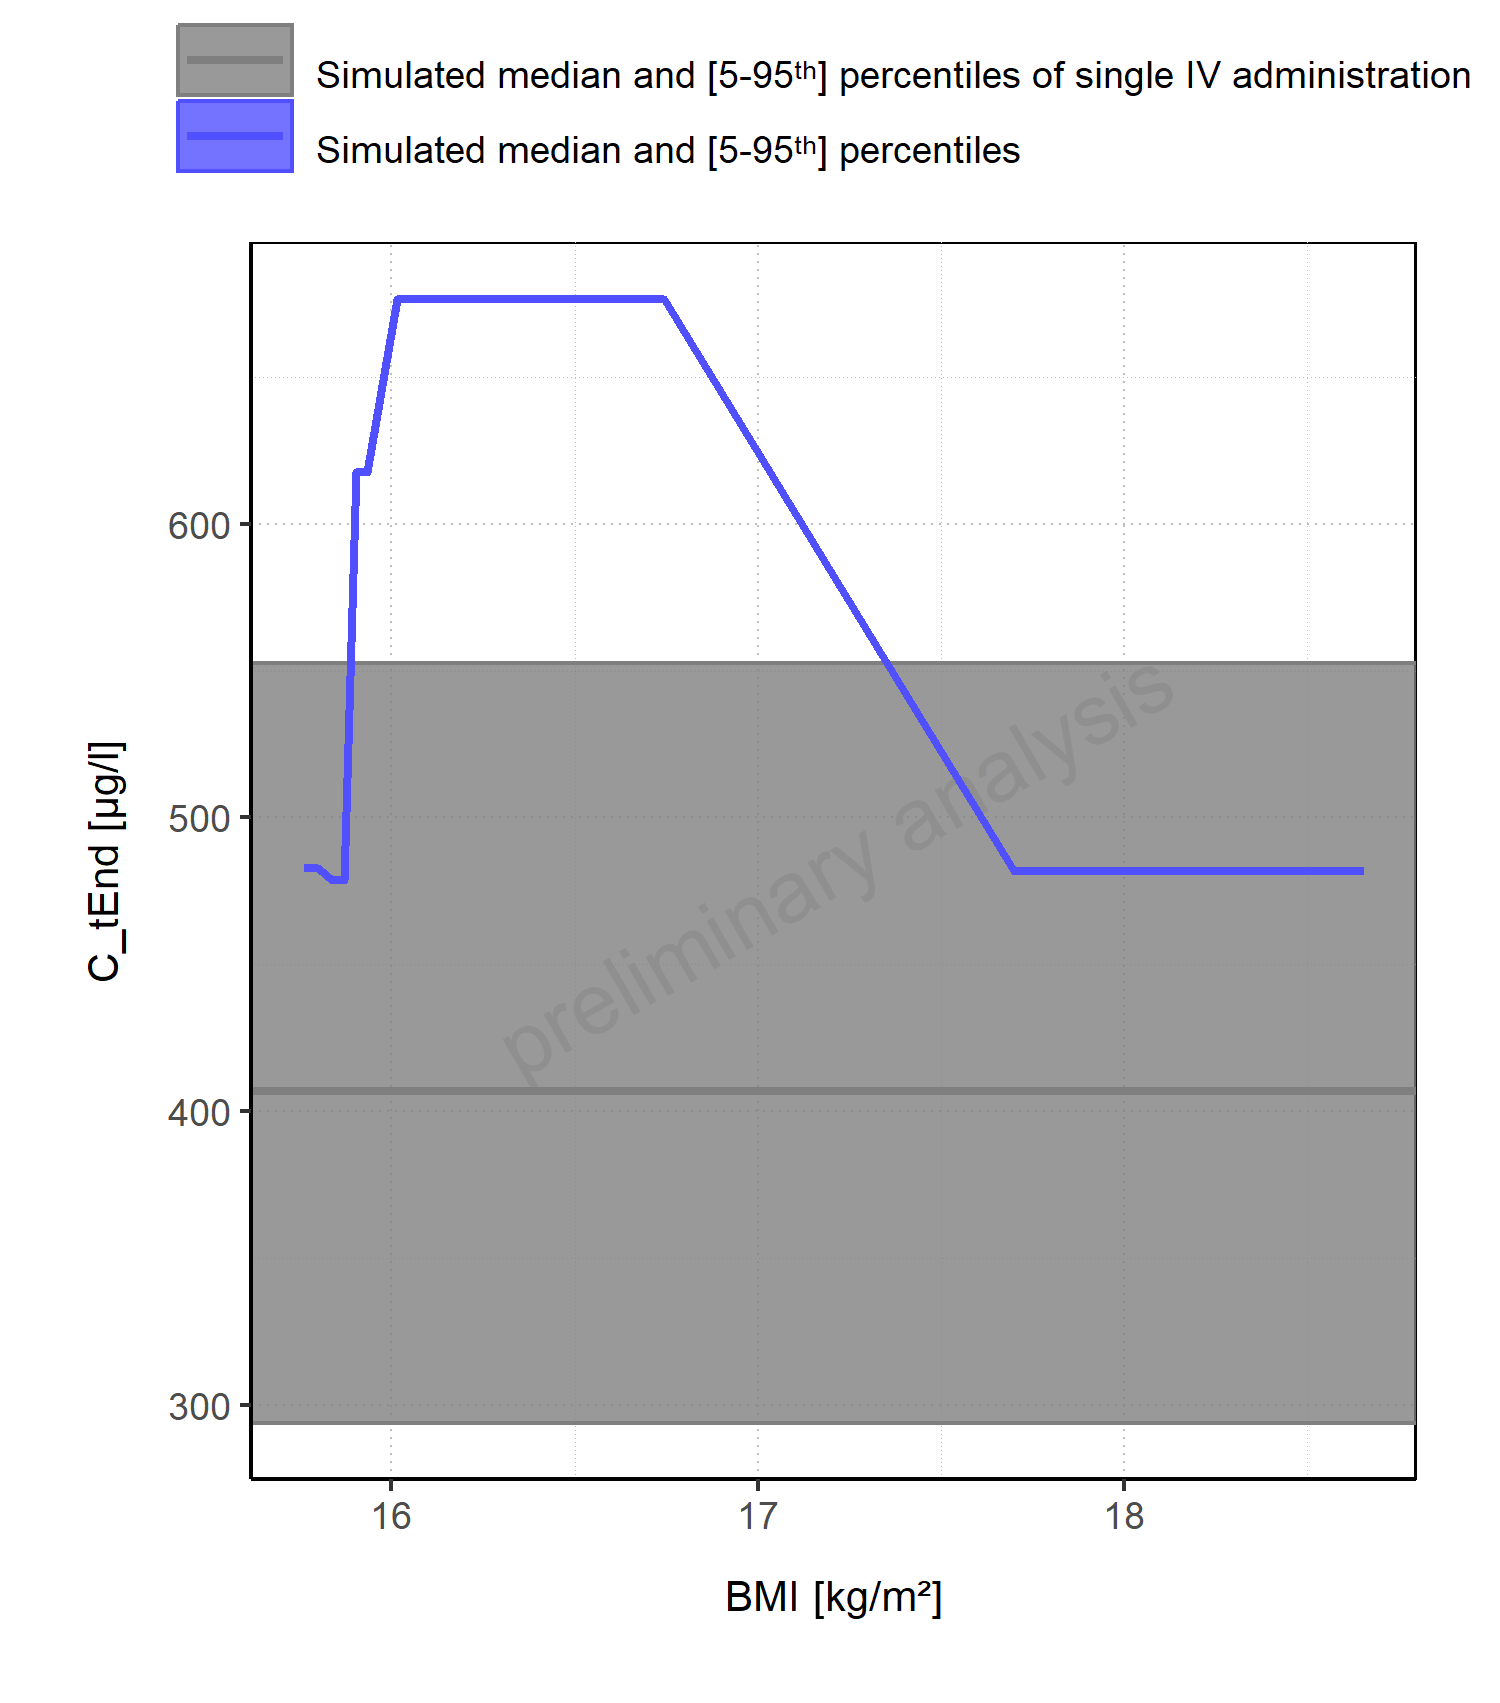 Simulated median and [5-95ᵗʰ] percentiles of single IV administration
Simulated median and [5-95ᵗʰ] percentiles
600
500
400
300
C_tEnd [µg/l]
preliminary analysis
16 17 18
BMI [kg/m²]